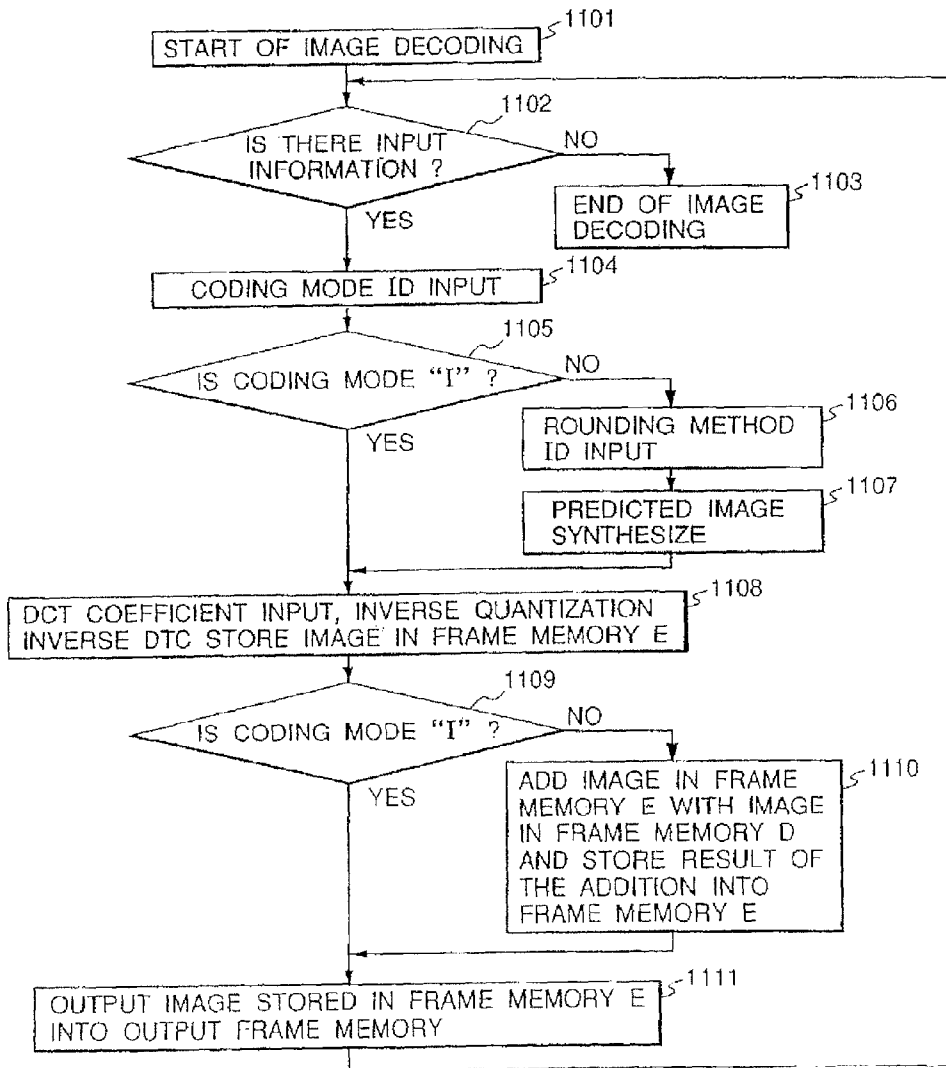 1101
START OF IMAGE DECODING
1102
IS THERE INPUT
INFORMATION ?
NO
YES
1103
END OF IMAGE
DECODING
1104
CODING MODE ID INPUT
1105
IS CODING MODE “I” ?
NO
YES
1106
ROUNDING METHOD
ID INPUT
1107
PREDICTED IMAGE
SYNTHESIZE
1108
DCT COEFFICIENT INPUT, INVERSE QUANTIZATION
INVERSE DTC STORE IMAGE IN FRAME MEMORY E
1109
IS CODING MODE “I” ?
NO
YES
1110
ADD IMAGE IN FRAME
MEMORY E WITH IMAGE
IN FRAME MEMORY D
AND STORE RESULT OF
THE ADDITION INTO
FRAME MEMORY E
1111
OUTPUT IMAGE STORED IN FRAME MEMORY E
INTO OUTPUT FRAME MEMORY